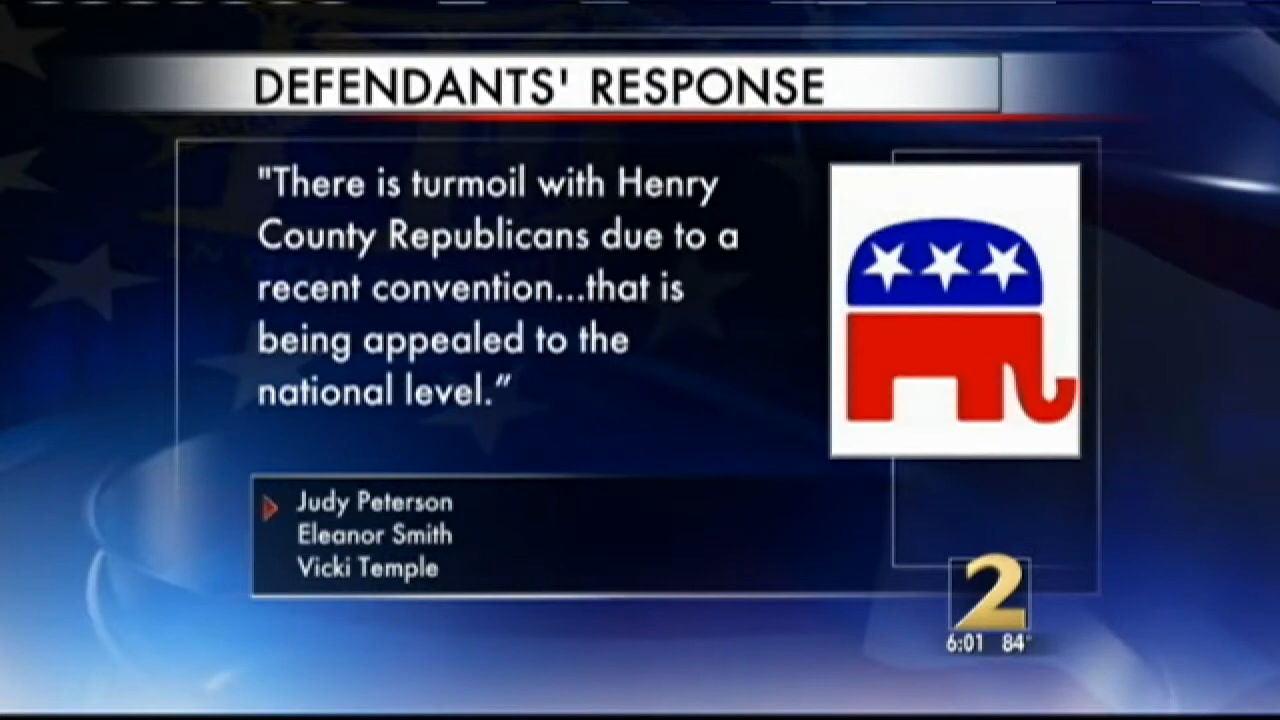 DEFENDANTS' RESPONSE
"There is turmoil with Henry
County Republicans due to a
recent convention...that is
being appealed to the
national level.”
Judy Peterson
Eleanor Smith
Vicki Temple
2
6:01 84°